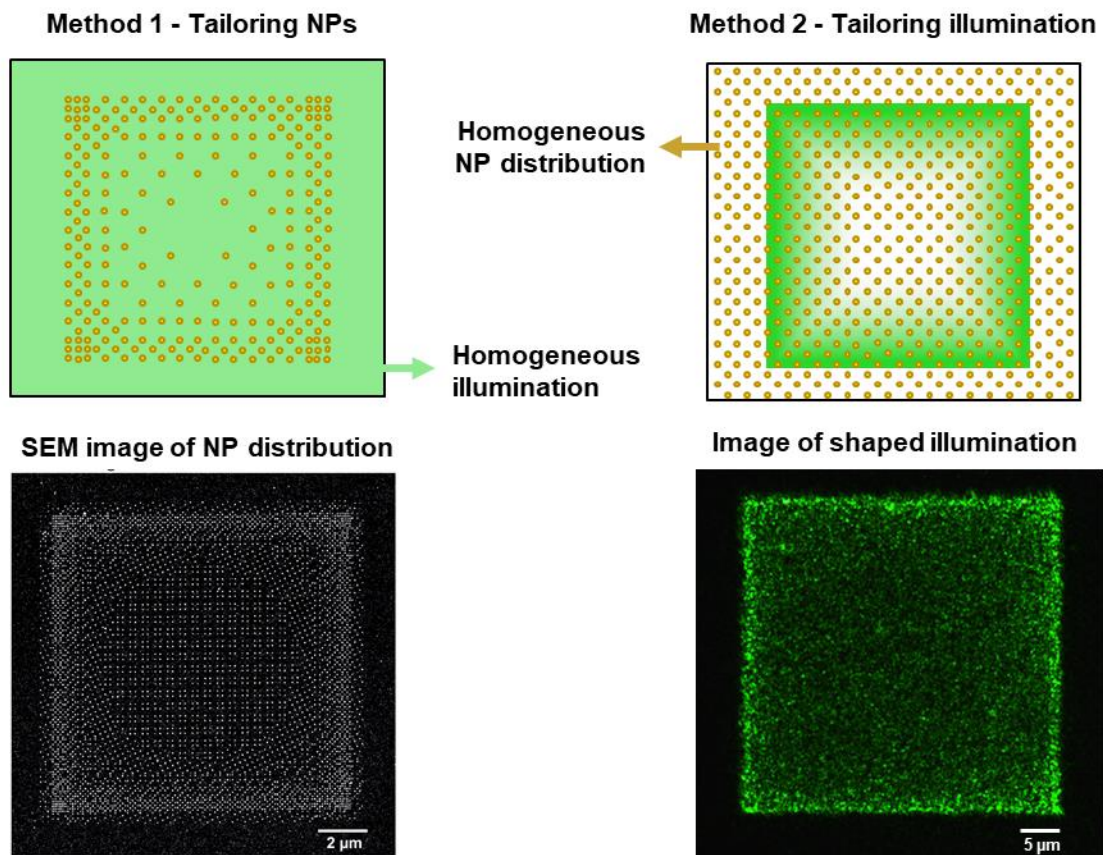 Method 1 - Tailoring NPs
Method 2 - Tailoring illumination
Homogeneous
NP distribution
Homogeneous
illumination
SEM image of NP distribution
Image of shaped illumination
2 µm
5 µm